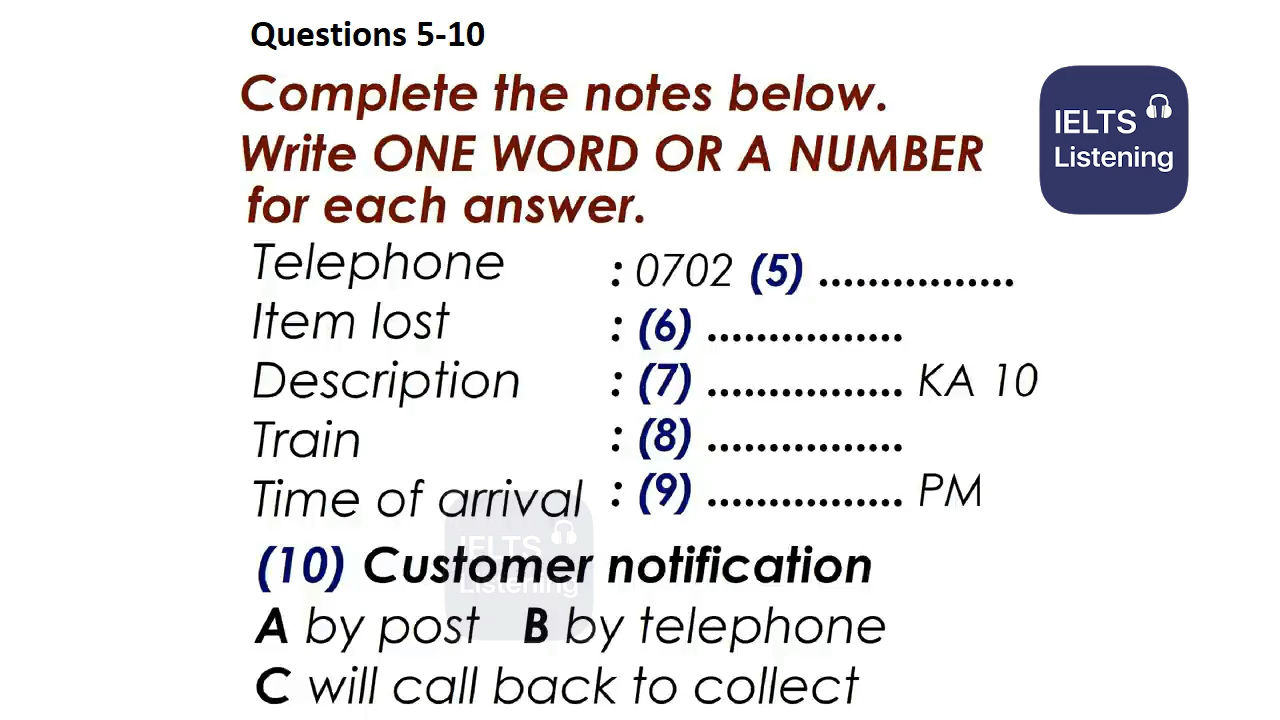 Questions 5-10
Complete the notes below.
Write ONE WORD OR A NUMBER
for each answer.
IELTS
Listening
Telephone : 0702 (5) ................
Item lost : (6) ................
Description : (7) ................ KA 10
Train : (8) ................
Time of arrival : (9) ................ PM
IELTS
Listening
(10) Customer notification
A by post B by telephone
C will call back to collect